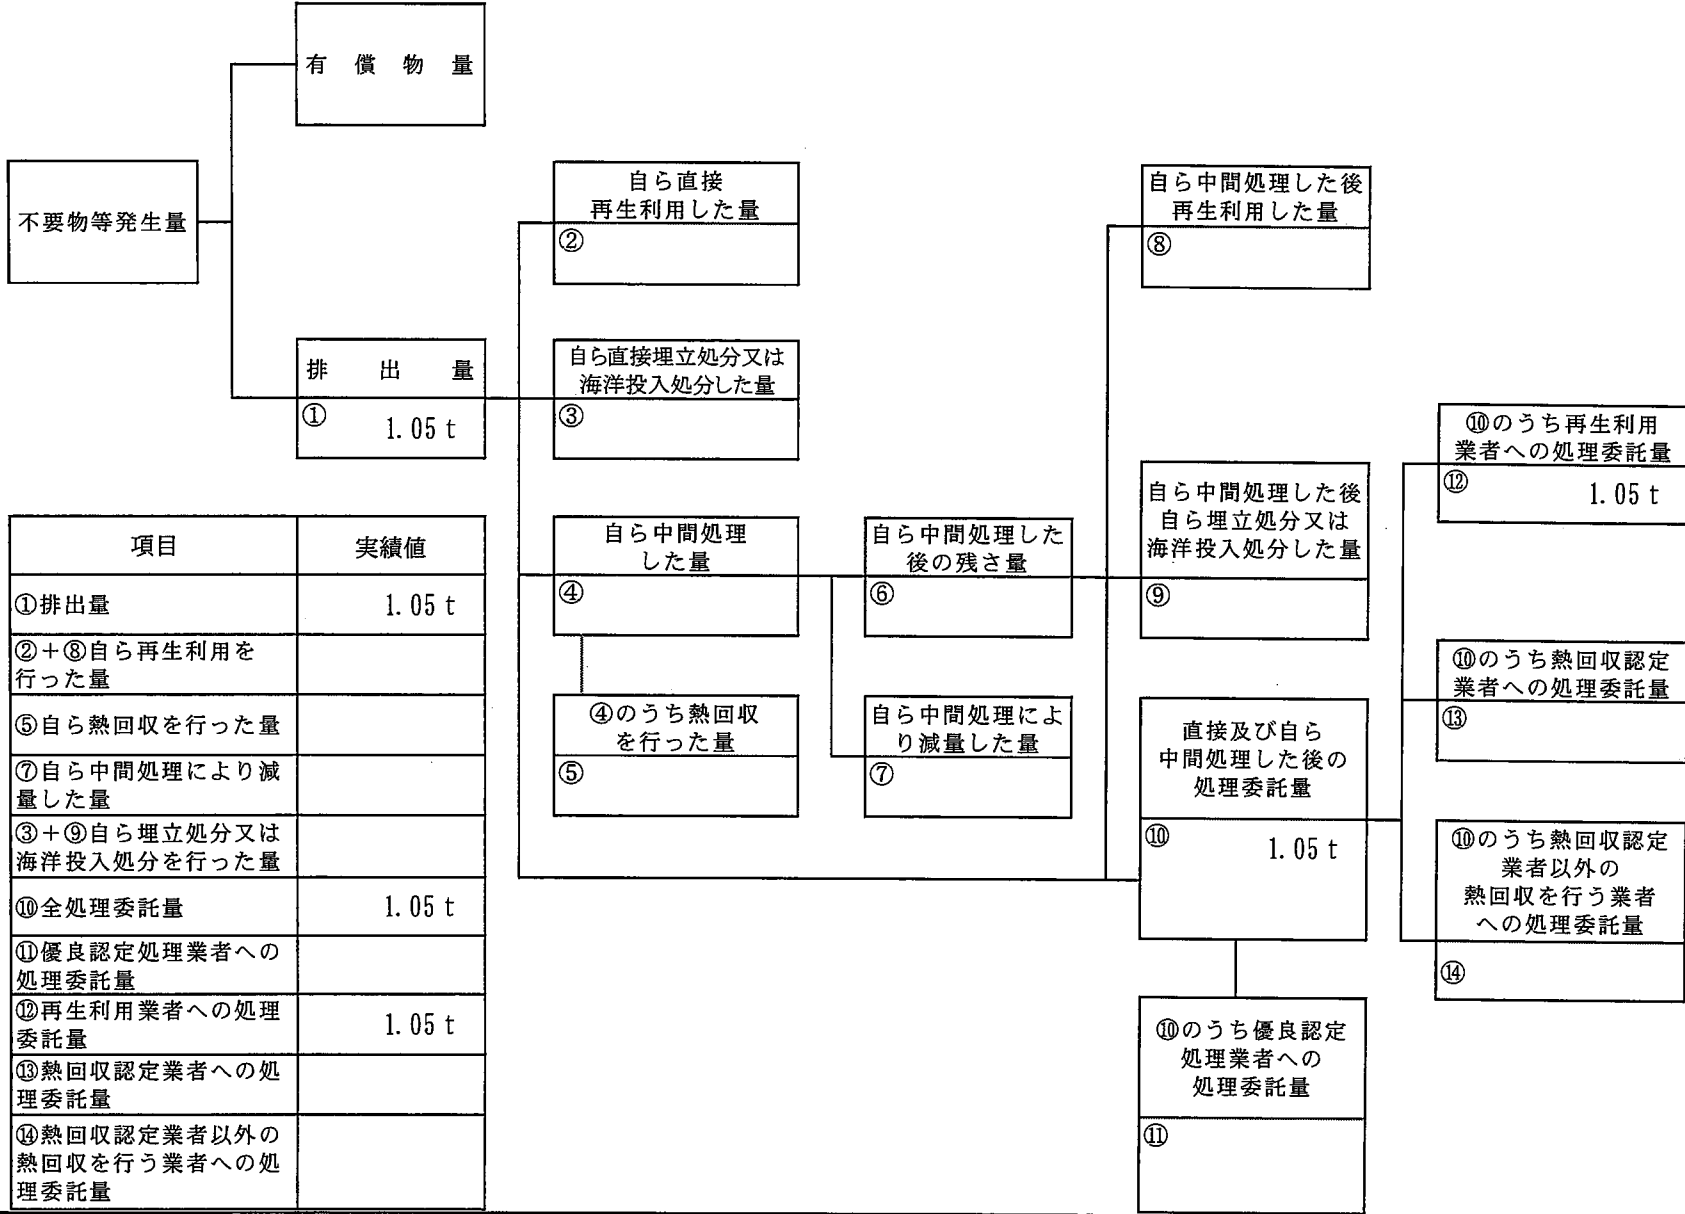 有償物量
不要物等発生量
排出量
① 1.05 t
自ら直接
再生利用した量
②
自ら直接埋立処分又は
海洋投入処分した量
③
自ら中間処理
した量
④
④のうち熱回収
を行った量
⑤
自ら中間処理した
後の残さ量
⑥
自ら中間処理によ
り減量した量
⑦
自ら中間処理した後
再生利用した量
⑧
自ら中間処理した後
自ら埋立処分又は
海洋投入処分した量
⑨
直接及び自ら
中間処理した後の
処理委託量
⑩ 1.05 t
⑩のうち優良認定
処理業者への
処理委託量
⑪
⑩のうち再生利用
業者への処理委託量
⑫ 1.05 t
⑩のうち熱回収認定
業者への処理委託量
⑬
⑩のうち熱回収認定
業者以外の
熱回収を行う業者
への処理委託量
⑭
項目 実績値
①排出量 1.05 t
②+⑧自ら再生利用を
行った量
⑤自ら熱回収を行った量
⑦自ら中間処理により減
量した量
③+⑨自ら埋立処分又は
海洋投入処分を行った量
⑩全処理委託量 1.05 t
⑪優良認定処理業者への
処理委託量
⑫再生利用業者への処理
委託量 1.05 t
⑬熱回収認定業者への処
理委託量
⑭熱回収認定業者以外の
熱回収を行う業者への処
理委託量